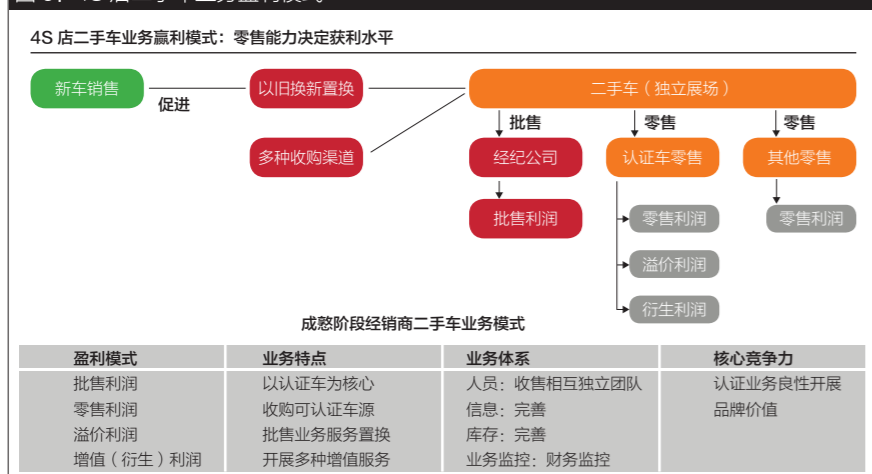 4S 店二手车业务赢利模式：零售能力决定获利水平
新车销售
促进
以旧换新置换
二手车（独立展场）
多种收购渠道
批售
零售
零售
经纪公司
认证车零售
其他零售
批售利润
零售利润
零售利润
溢价利润
衍生利润
成憨阶段经销商二手车业务模式
盈利模式 业务特点 业务体系 核心竞争力
批售利润 以认证车为核心 人员：收售相互独立团队 认证业务良性开展
零售利润 收购可认证车源 信息：完善 品牌价值
溢价利润 批售业务服务置换 库存：完善
增值（衍生）利润 开展多种增值服务 业务监控：财务监控